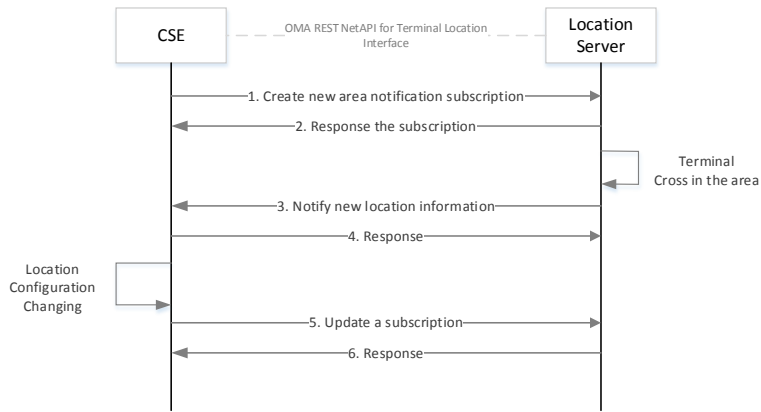 CSE
OMA REST NetAPI for Terminal Location
Interface
Location
Server
1. Create new area notification subscription
2. Response the subscription
Terminal
Cross in the area
3. Notify new location information
4. Response
Location
Configuration
Changing
5. Update a subscription
6. Response